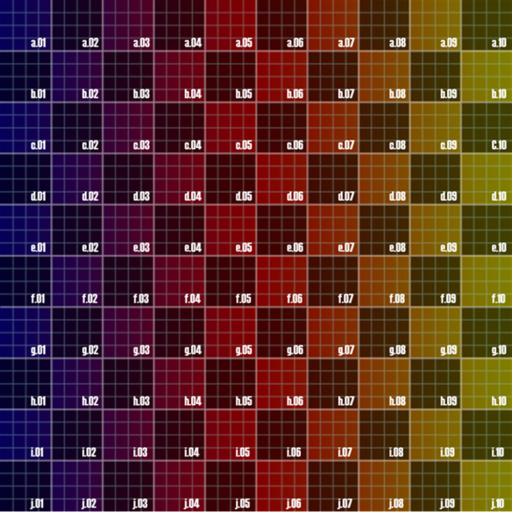 a.01 a.02 a.03 a.04 a.05 a.06 a.07 a.08 a.09 a.10
b.01 b.02 b.03 b.04 b.05 b.06 b.07 b.08 b.09 b.10
c.01 c.02 c.03 c.04 c.05 c.06 c.07 c.08 c.09 C.10
d.01 d.02 d.03 d.04 d.05 d.06 d.07 d.08 d.09 d.10
e.01 e.02 e.03 e.04 e.05 e.06 e.07 e.08 e.09 e.10
f.01 f.02 f.03 f.04 f.05 f.06 f.07 f.08 f.09 f.10
g.01 g.02 g.03 g.04 g.05 g.06 g.07 g.08 g.09 g.10
h.01 h.02 h.03 h.04 h.05 h.06 h.07 h.08 h.09 h.10
i.01 i.02 i.03 i.04 i.05 i.06 i.07 i.08 i.09 i.10
j.01 j.02 j.03 j.04 j.05 j.06 j.07 j.08 j.09 j.10